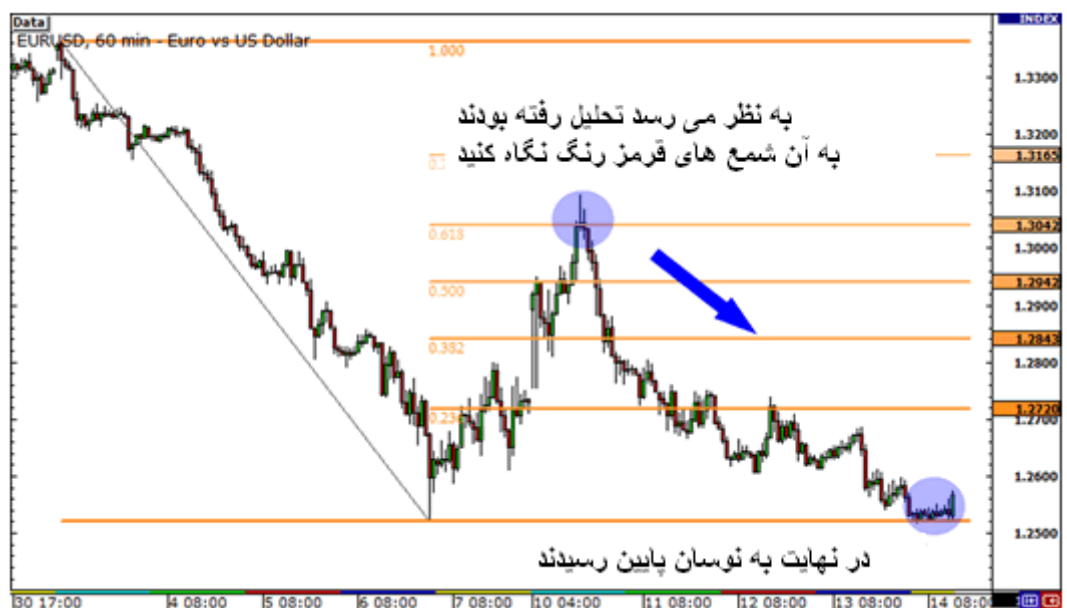 Data
INDEX
EURUSD, 60 min - Euro vs US Dollar
1.000
1.3300
به نظر می رسد تحلیل رفته بودند
1.3200
به آن شمع های قرمز رنگ نگاه کنید
1.3165
1.3100
0.618
1.3042
1.3000
0.500
1.2942
1.2900
0.382
1.2843
1.2800
0.236
1.2720
1.2700
1.2600
1.2500
در نهایت به نوسان پایین رسیدند
30 17:00 4 08:00 5 08:00 6 08:00 7 08:00 10 04:00 11 08:00 12 08:00 13 08:00 14 08:00